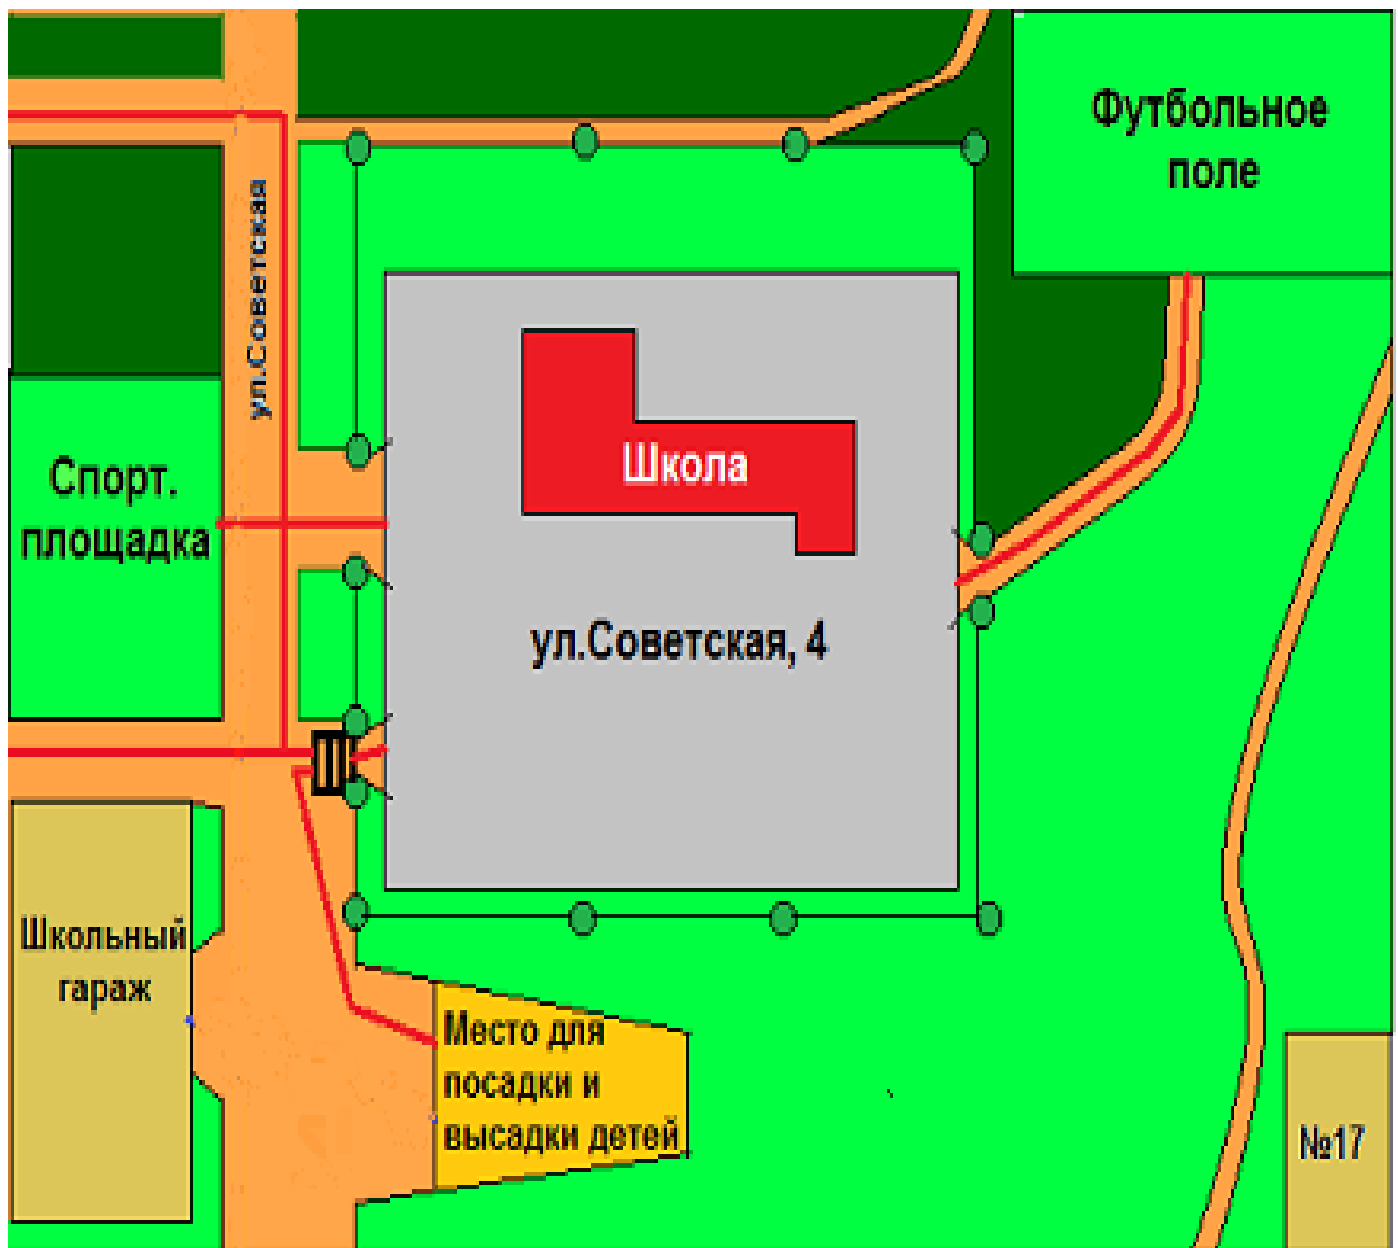 Футбольное
поле
ул.Советская
Спорт.
площадка
Школа
ул.Советская, 4
Школьный
гараж
Место для
посадки и
высадки детей
№17